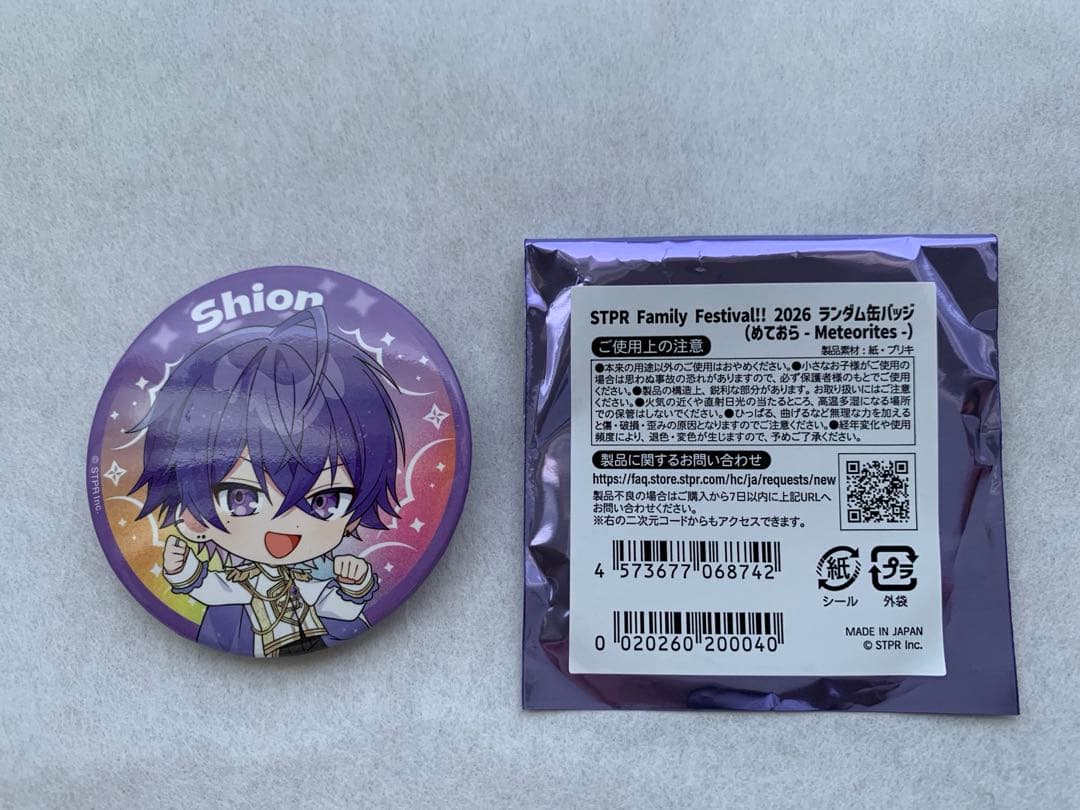 Shion
© STPR Inc.
STPR Family Festival!! 2026 ランダム缶バッジ
(めておら - Meteorites -)
ご使用上の注意
製品素材：紙・ブリキ
●本来の用途以外のご使用はおやめください。●小さなお子様がご使用の
場合は思わぬ事故の恐れがありますので、必ず保護者様のもとでご使用
ください。●製品の構造上、鋭利な部分があります。お取り扱いにはご注意
ください。●火気の近くや直射日光の当たるところ、高温多湿になる場所
での保管はしないでください。●ひっぱる、曲げるなど無理な力を加える
と傷・破損・歪みの原因となりますのでご注意ください。●経年変化や使用
頻度により、退色・変色が生じますので、予めご了承ください。
製品に関するお問い合わせ
https://faq.store.stpr.com/hc/ja/requests/new
製品不良の場合はご購入から7日以内に上記URLへ
お問い合わせください。
※右の二次元コードからもアクセスできます。
4 573677 068742
紙
シール
プラ
外袋
0 020260 200040
MADE IN JAPAN
© STPR Inc.